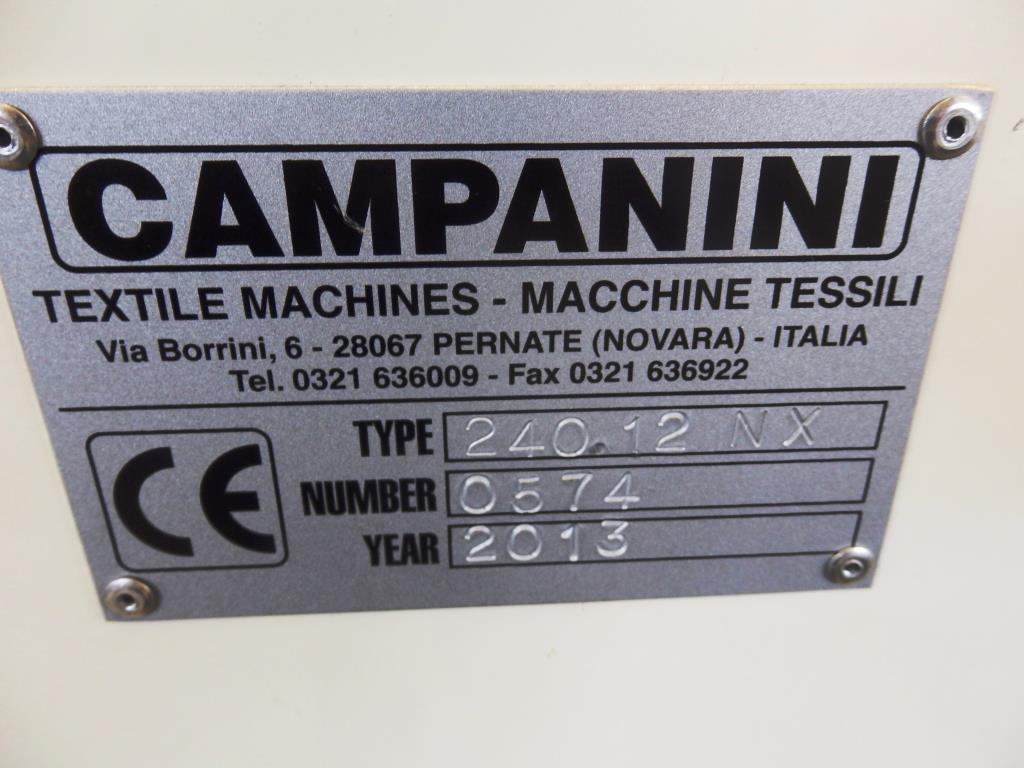 CAMPANINI
TEXTILE MACHINES - MACCHINE TESSILI
Via Borrini, 6 - 28067 PERNATE (NOVARA) - ITALIA
Tel. 0321 636009 - Fax 0321 636922
CE
TYPE 240.12 NX
NUMBER 0574
YEAR 2013